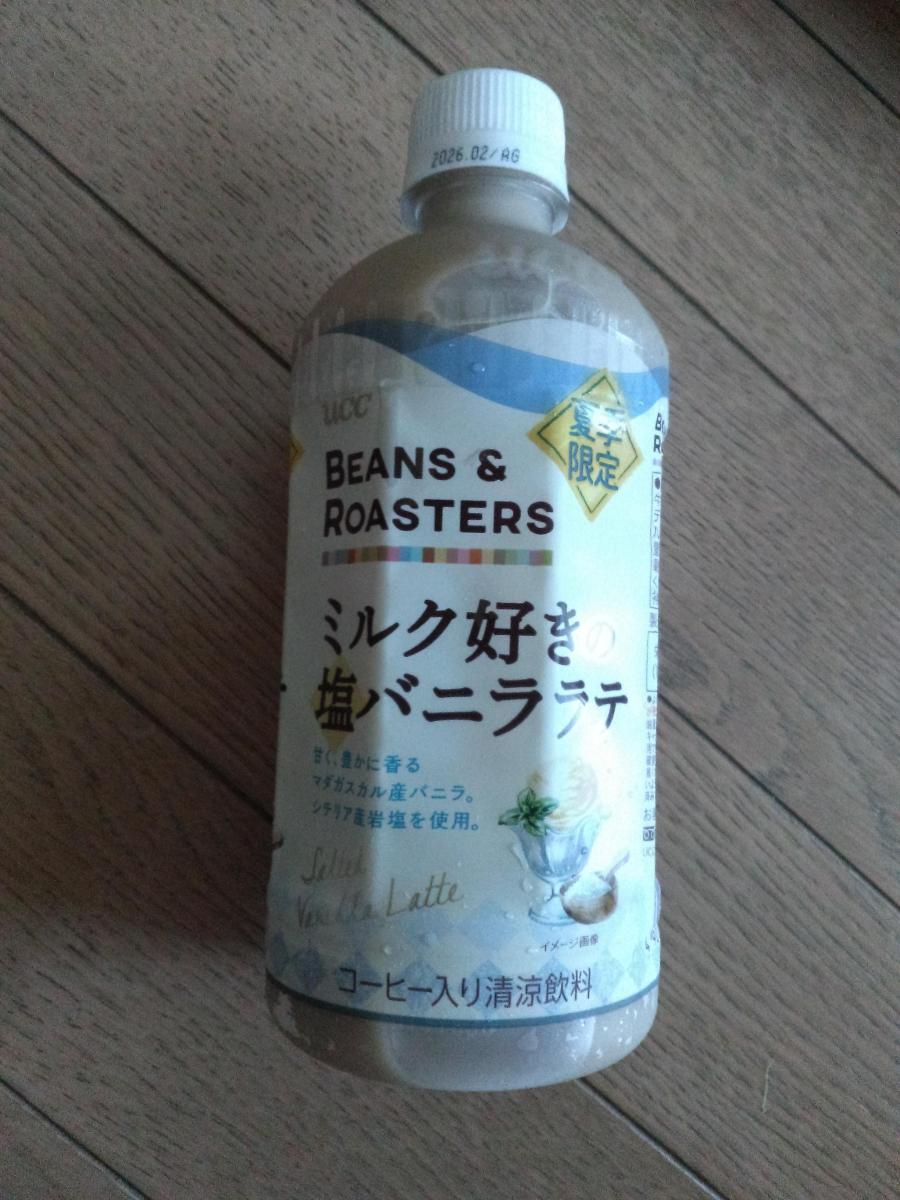 2026.02/AG
UCC
夏季
限定
BEANS &
ROASTERS
ミルク好きの
塩バニララテ
甘く、豊かに香る
マダガスカル産バニラ。
シチリア産岩塩を使用。
Salted
Vanilla Latte
イメージ画像
コーヒー入り清涼飲料